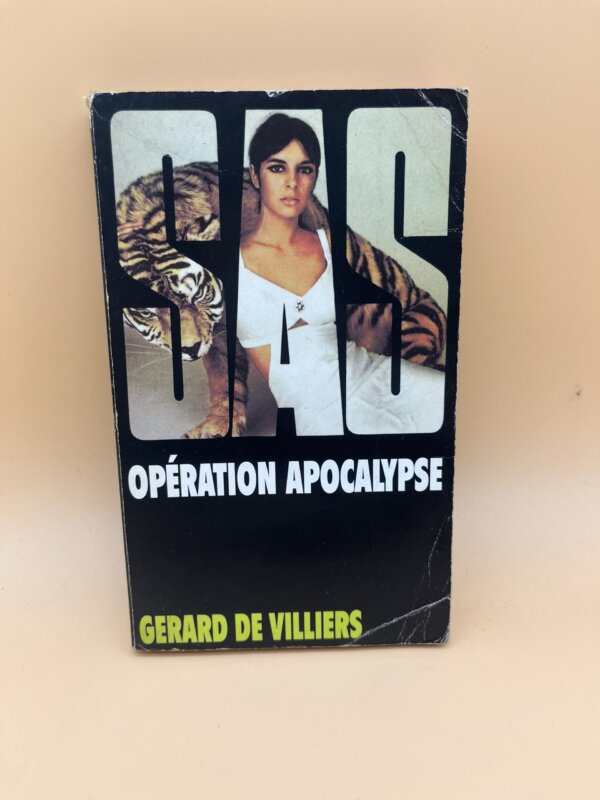 SAS
OPÉRATION APOCALYPSE
GERARD DE VILLIERS